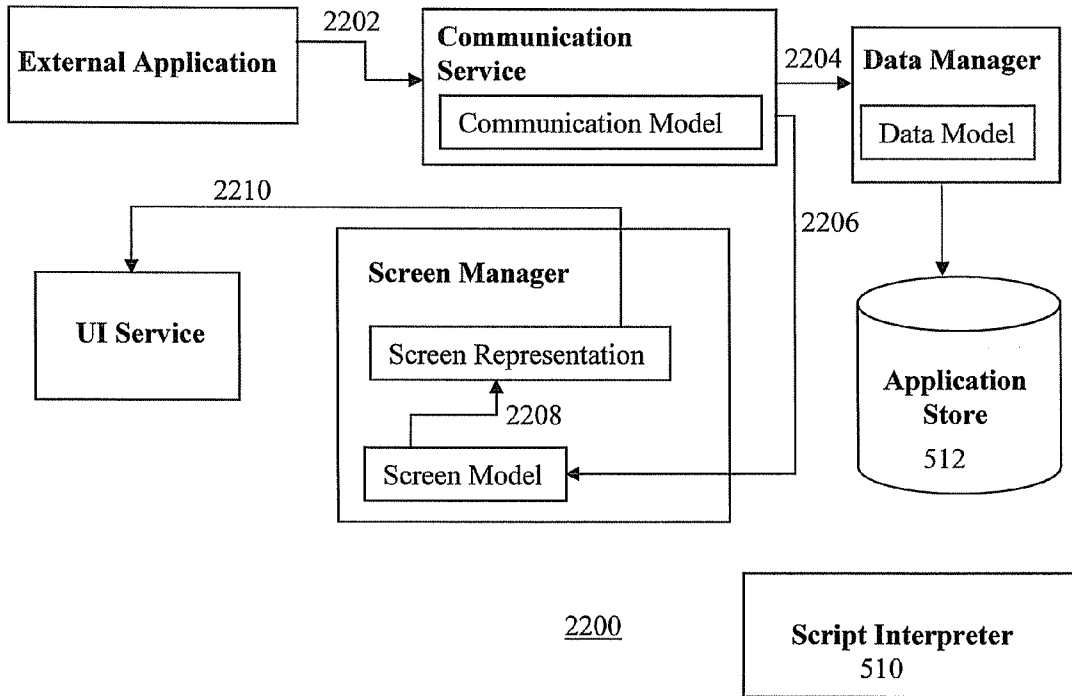 2202
External Application
Communication
Service
Communication Model
2204
Data Manager
Data Model
2210
2206
UI Service
Screen Manager
Screen Representation
2208
Screen Model
Application
Store
512
2200
Script Interpreter
510